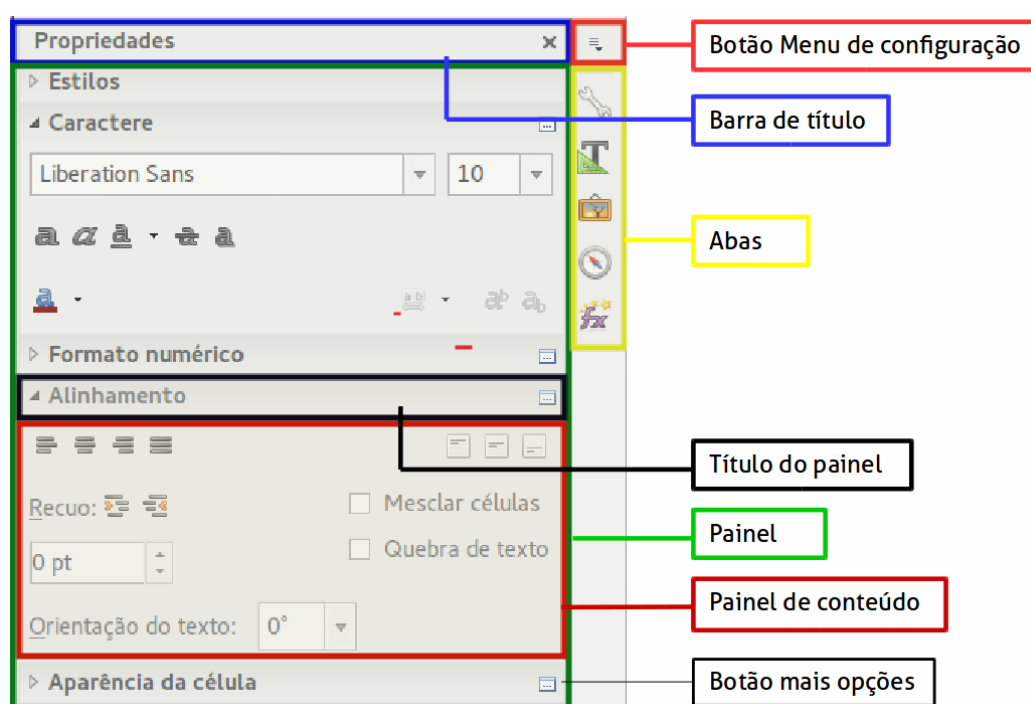 Propriedades
Botão Menu de configuração
Estilos
Caractere
Barra de título
Liberation Sans
10
Abas
Formato numérico
Alinhamento
Título do painel
Recuo:
Mesclar células
0 pt
Quebra de texto
Painel
Painel de conteúdo
Orientação do texto:
0°
Aparência da célula
Botão mais opções